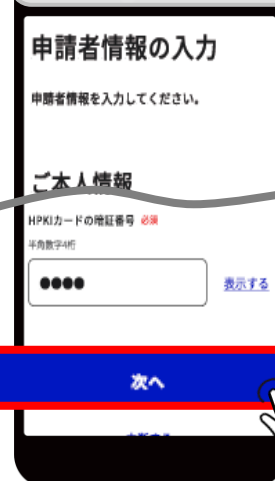 申請者情報の入力
申請者情報を入力してください。
ご本人情報
HPKIカードの暗証番号 必須
半角数字4桁
●●●● 表示する
次へ